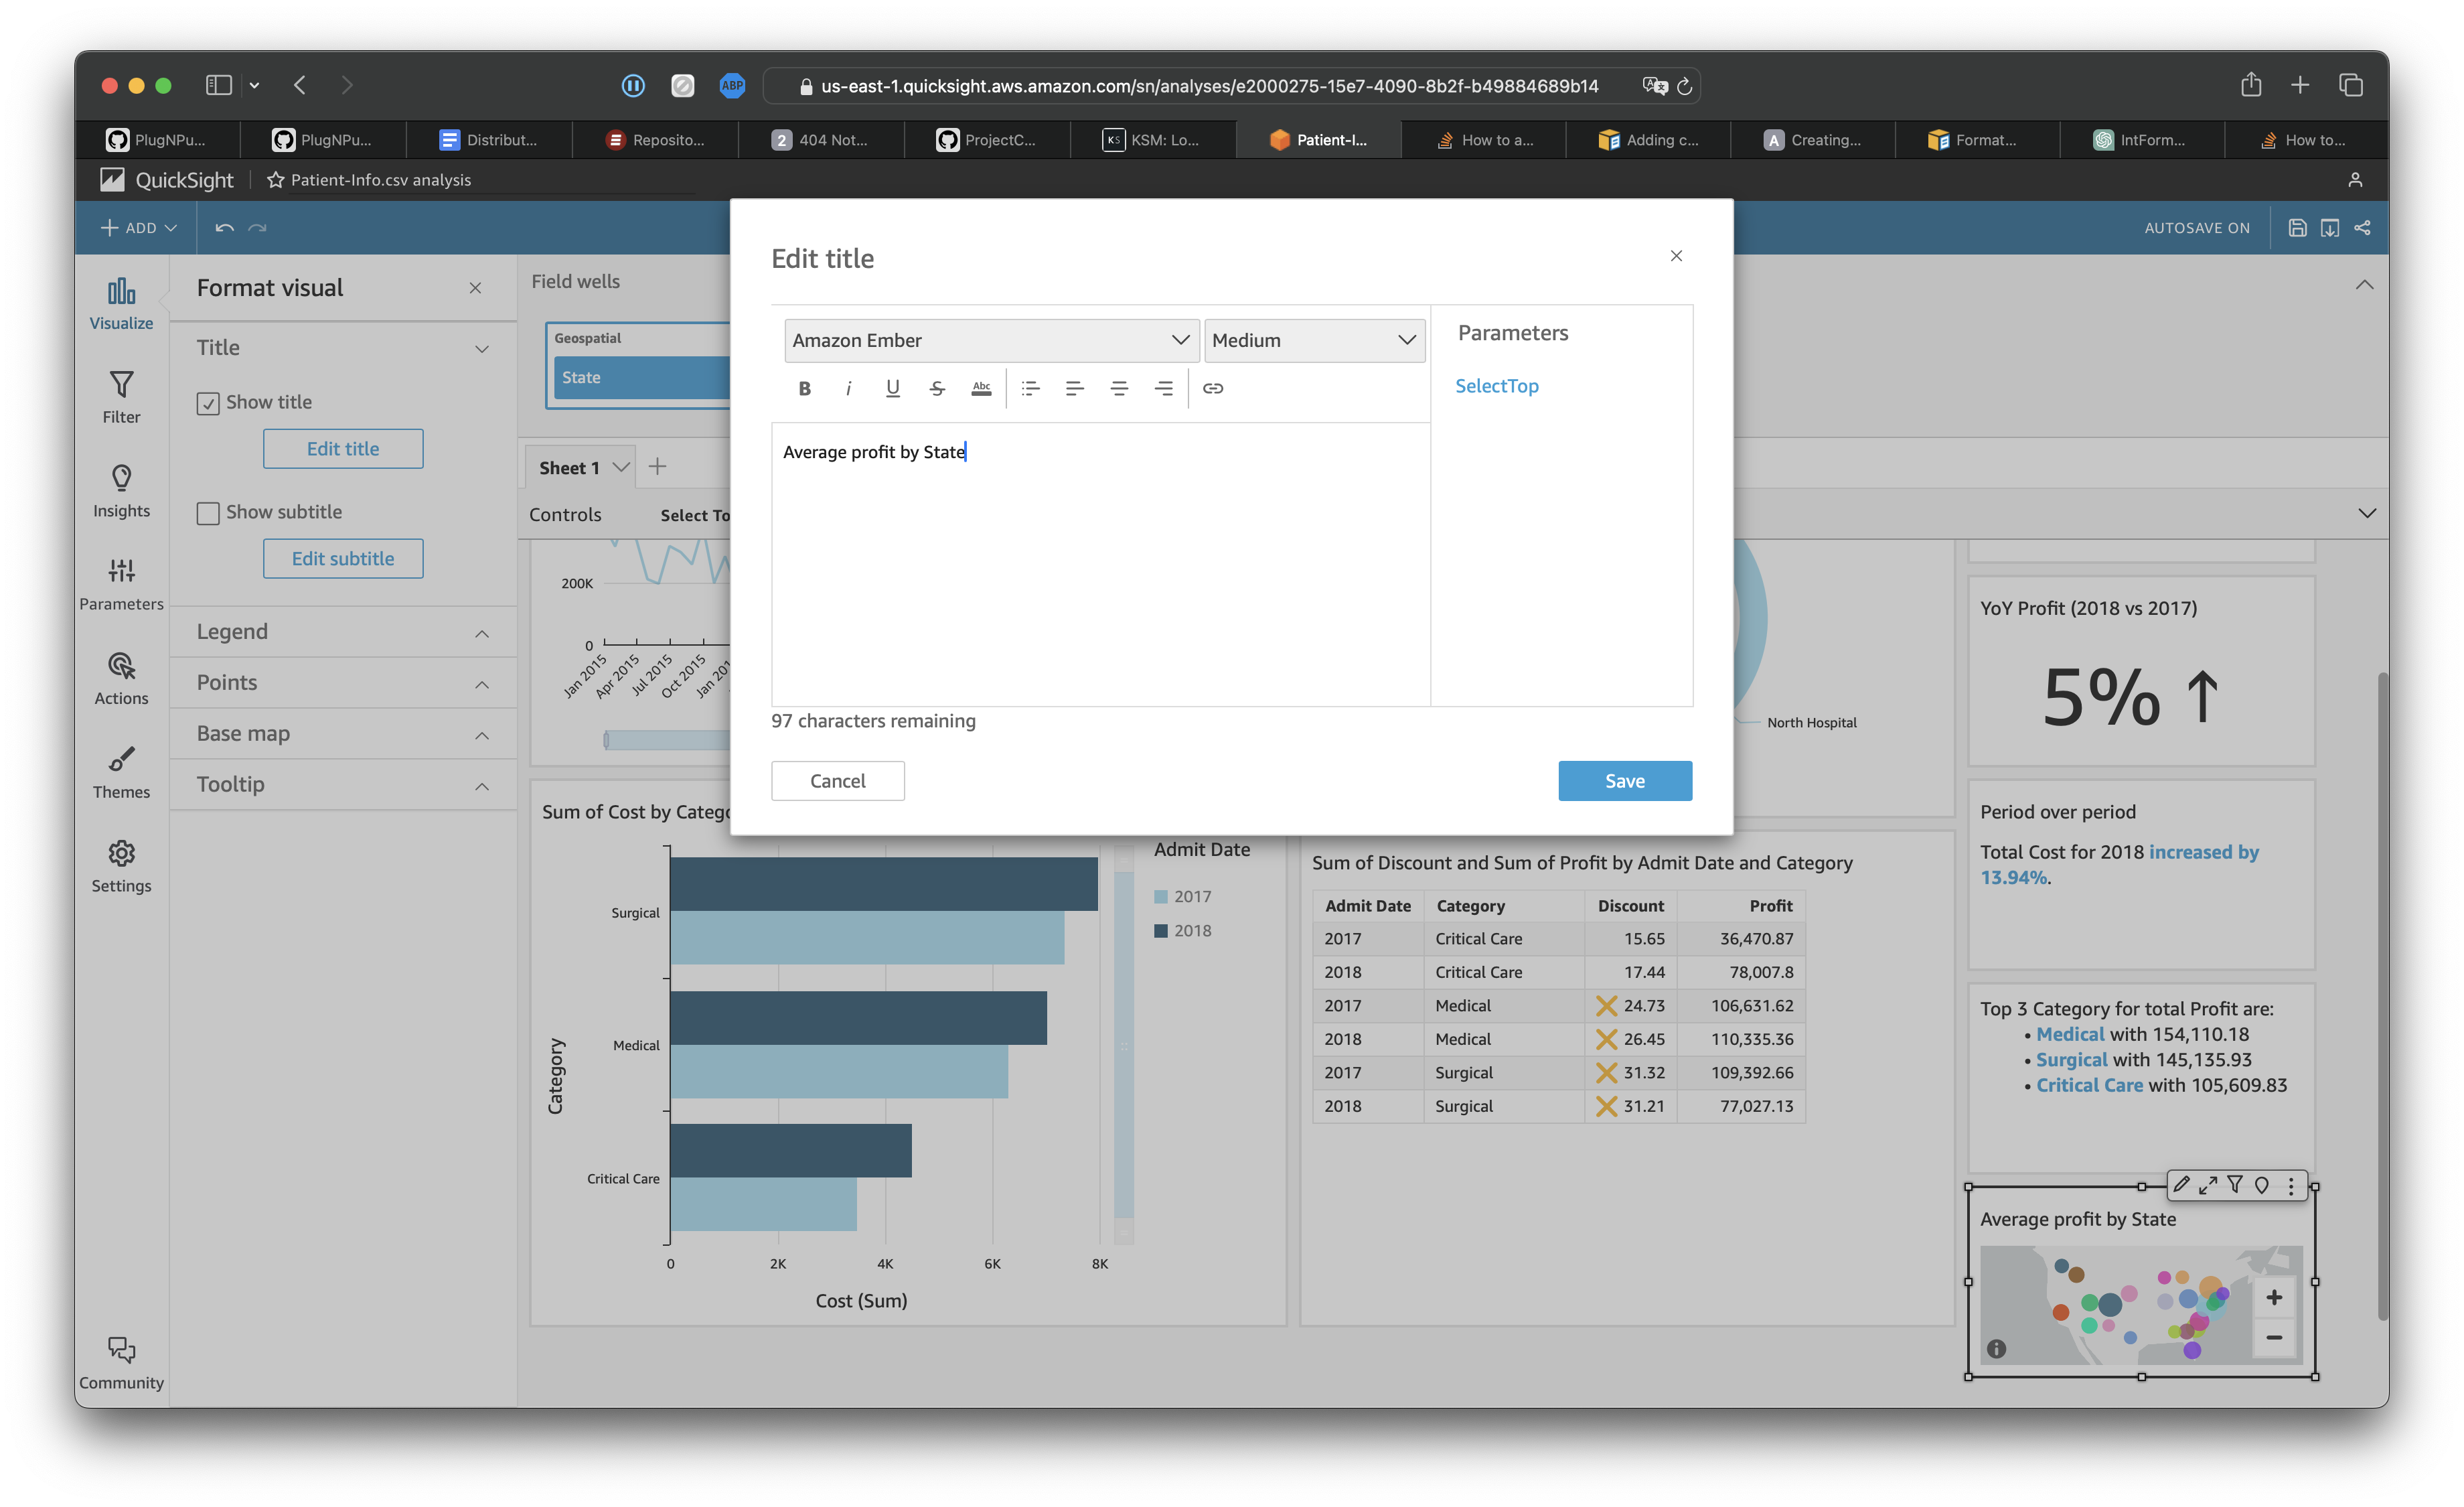 ABP
us-east-1.quicksight.aws.amazon.com/sn/analyses/e2000275-15e7-4090-8b2f-b49884689b14
PlugNPu...
PlugNPu...
Distribut...
Reposito...
2 404 Not...
ProjectC...
KS KSM: Lo...
Patient-I...
How to a...
Adding c...
A Creating...
Format...
IntForm...
How to...
QuickSight
Patient-Info.csv analysis
ADD
AUTOSAVE ON
Visualize
Filter
Insights
Parameters
Actions
Themes
Settings
Community
Format visual
Title
Show title
Edit title
Show subtitle
Edit subtitle
Legend
Points
Base map
Tooltip
Field wells
Geospatial
State
Sheet 1
Controls
Select To
Edit title
Amazon Ember
Medium
B i U S Abc
Average profit by State
97 characters remaining
Parameters
SelectTop
Cancel
Save
200K
0
Jan 2015
Apr 2015
Jul 2015
Oct 2015
Jan 201
North Hospital
YoY Profit (2018 vs 2017)
5% ↑
Period over period
Total Cost for 2018 increased by
13.94%.
Top 3 Category for total Profit are:
• Medical with 154,110.18
• Surgical with 145,135.93
• Critical Care with 105,609.83
Average profit by State
+
−
Sum of Cost by Catego
Category
Surgical
Medical
Critical Care
0 2K 4K 6K 8K
Cost (Sum)
Admit Date
2017
2018
Sum of Discount and Sum of Profit by Admit Date and Category
Admit Date Category Discount Profit
2017 Critical Care 15.65 36,470.87
2018 Critical Care 17.44 78,007.8
2017 Medical 24.73 106,631.62
2018 Medical 26.45 110,335.36
2017 Surgical 31.32 109,392.66
2018 Surgical 31.21 77,027.13